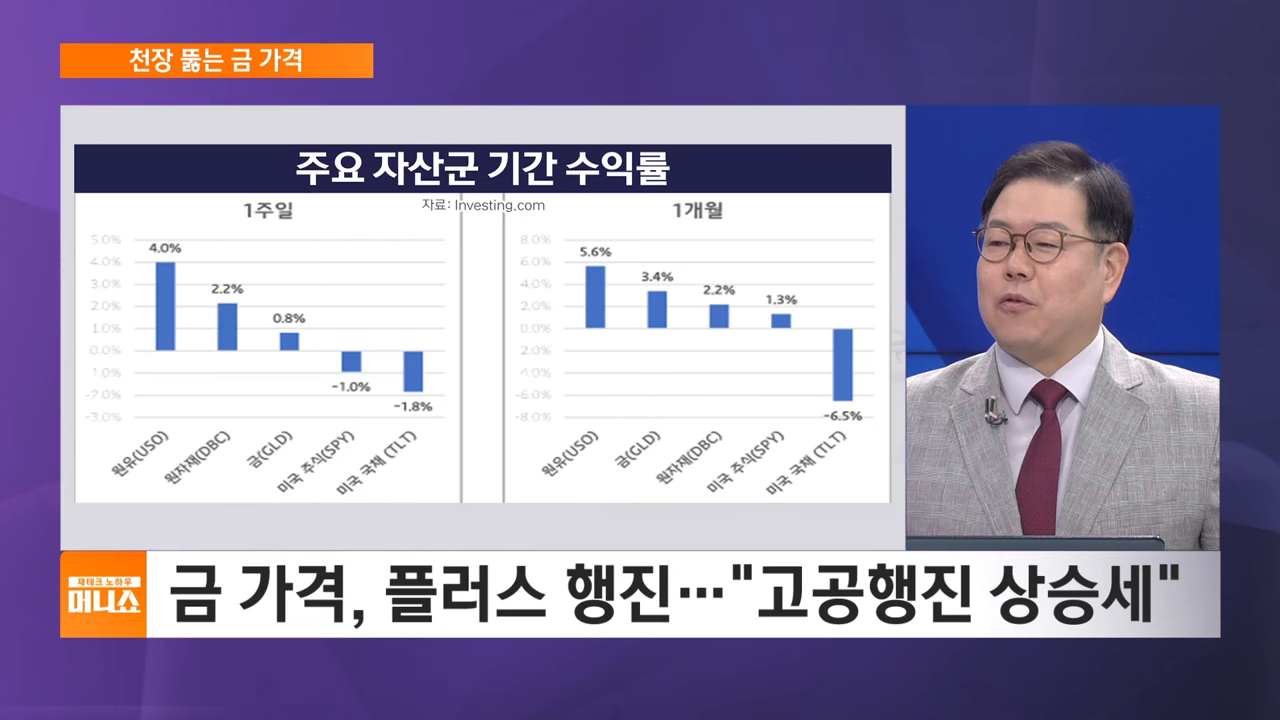 천장 뚫는 금 가격
주요 자산군 기간 수익률
자료: Investing.com
1주일
5.0%
4.0%
3.0%
2.0%
1.0%
0.0%
-1.0%
-2.0%
-3.0%
4.0%
2.2%
0.8%
-1.0%
-1.8%
원유(USO)
원자재(DBC)
금(GLD)
미국 주식(SPY)
미국 국채 (TLT)
1개월
8.0%
6.0%
4.0%
2.0%
0.0%
-2.0%
-4.0%
-6.0%
-8.0%
5.6%
3.4%
2.2%
1.3%
-6.5%
원유(USO)
금(GLD)
원자재(DBC)
미국 주식(SPY)
미국 국채 (TLT)
재테크 노하우
머니쇼
금 가격, 플러스 행진…"고공행진 상승세"